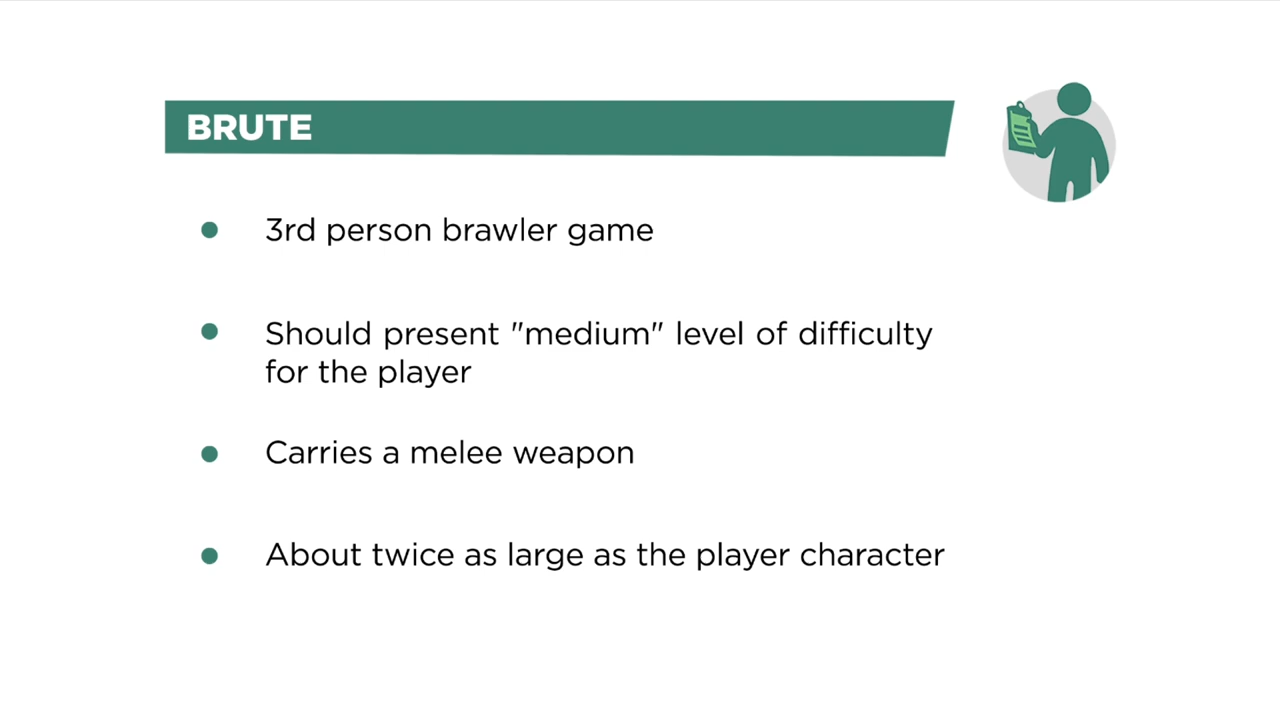 BRUTE
3rd person brawler game
Should present "medium" level of difficulty
for the player
Carries a melee weapon
About twice as large as the player character